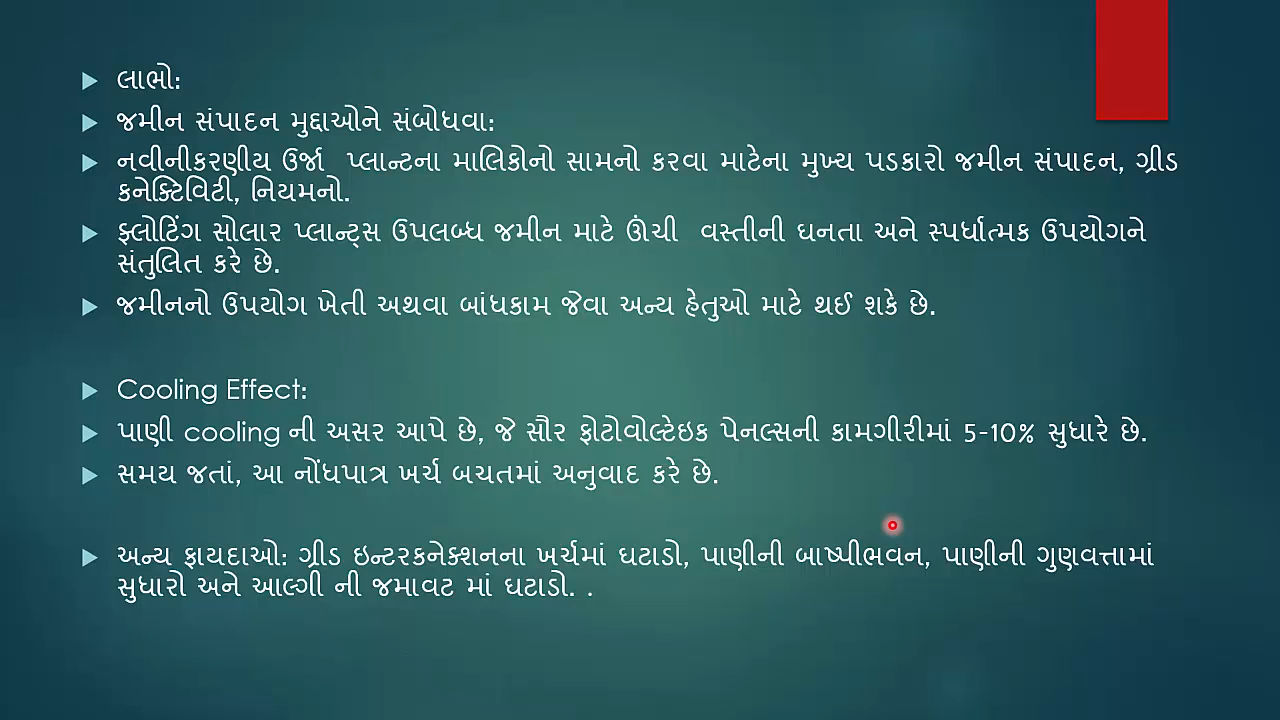 લાભો:
જમીન સંપાદન મુદ્દાઓને સંબોધવા:
નવીનીકરણીય ઉર્જા પ્લાન્ટના માલિકોનો સામનો કરવા માટેના મુખ્ય પડકારો જમીન સંપાદન, ગ્રીડ
કનેક્ટિવિટી, નિયમનો.
ફ્લોટિંગ સોલાર પ્લાન્ટ્સ ઉપલબ્ધ જમીન માટે ઊંચી વસ્તીની ઘનતા અને સ્પર્ધાત્મક ઉપયોગને
સંતુલિત કરે છે.
જમીનનો ઉપયોગ ખેતી અથવા બાંધકામ જેવા અન્ય હેતુઓ માટે થઈ શકે છે.
Cooling Effect:
પાણી cooling ની અસર આપે છે, જે સૌર ફોટોવોલ્ટેઇક પેનલ્સની કામગીરીમાં 5-10% સુધારે છે.
સમય જતાં, આ નોંધપાત્ર ખર્ચ બચતમાં અનુવાદ કરે છે.
અન્ય ફાયદાઓ: ગ્રીડ ઇન્ટરકનેક્શનના ખર્ચમાં ઘટાડો, પાણીની બાષ્પીભવન, પાણીની ગુણવત્તામાં
સુધારો અને આલ્ગી ની જમાવટ માં ઘટાડો. .